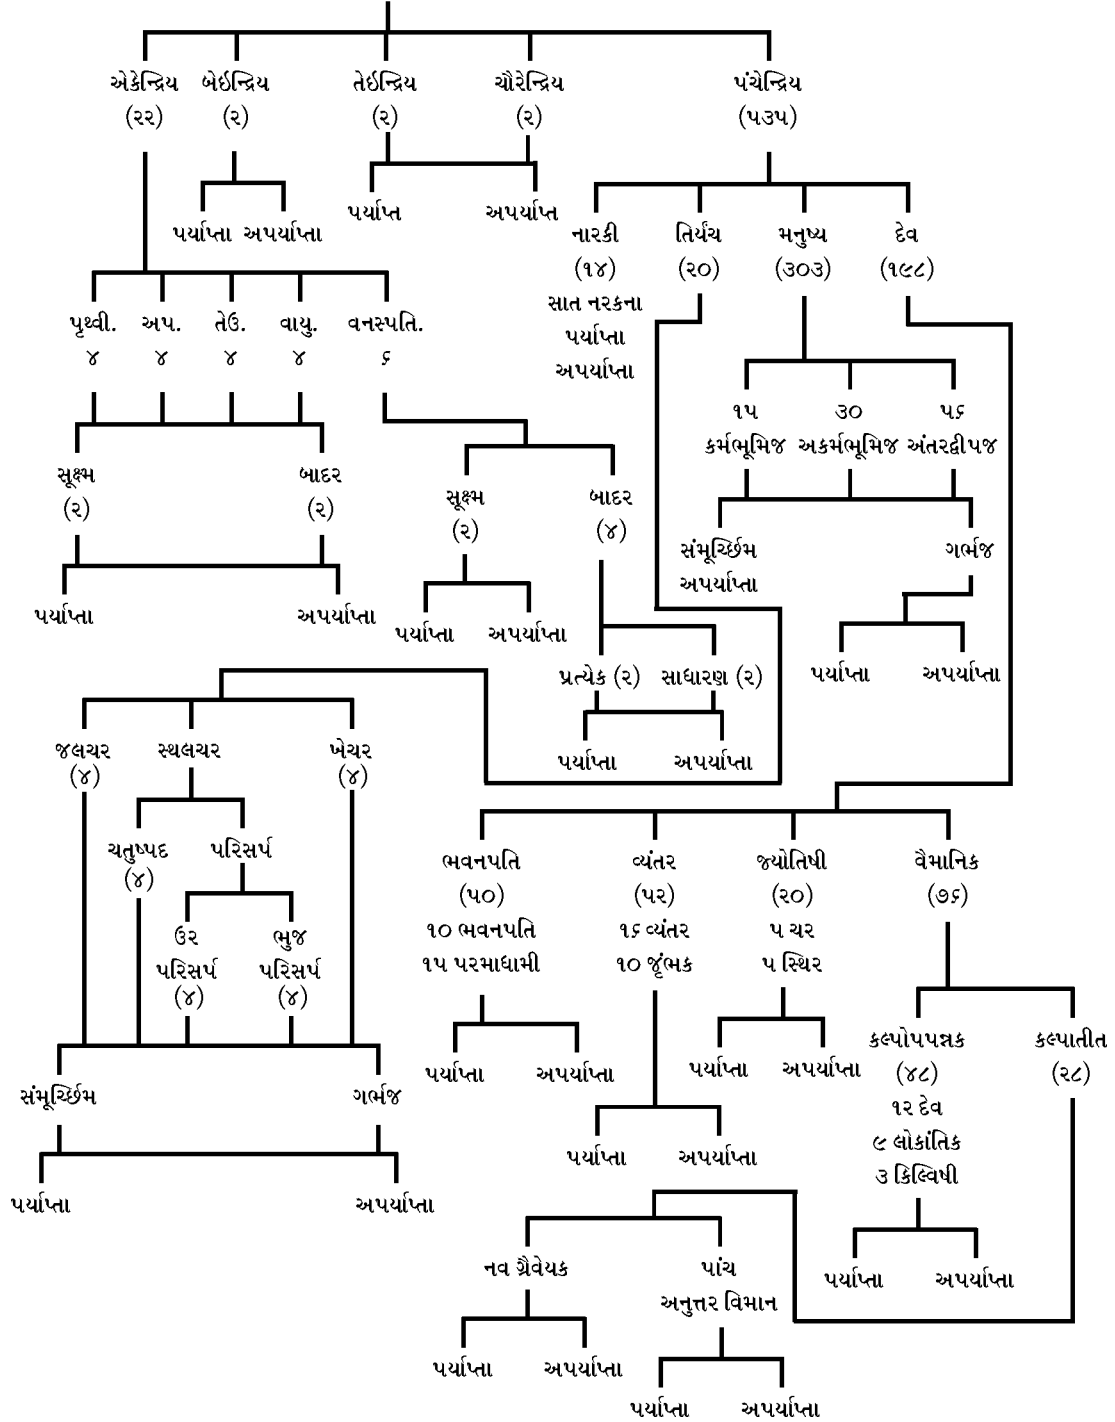 એકેન્દ્રિય બેઇન્દ્રિય તેઇન્દ્રિય ચૌરેન્દ્રિય પંચેન્દ્રિય
(૨૨) (૨) (૨) (૨) (૫૩૫)
પર્યાપ્તા અપર્યાપ્તા
પર્યાપ્ત અપર્યાપ્ત
નારકી તિર્યંચ મનુષ્ય દેવ
(૧૪) (૨૦) (૩૦૩) (૧૯૮)
સાત નરકના
પર્યાપ્તા
અપર્યાપ્તા
પૃથ્વી. અપ. તેઉ. વાયુ. વનસ્પતિ.
૪ ૪ ૪ ૪ ૬
૧૫ ૩૦ ૫૬
કર્મભૂમિજ અકર્મભૂમિજ અંતરદ્વીપજ
સૂક્ષ્મ બાદર
(૨) (૨)
સૂક્ષ્મ બાદર
(૨) (૪)
સંમૂર્ચ્છિમ ગર્ભજ
અપર્યાપ્તા
પર્યાપ્તા અપર્યાપ્તા
પર્યાપ્તા અપર્યાપ્તા
પર્યાપ્તા અપર્યાપ્તા
પ્રત્યેક (૨) સાધારણ (૨)
પર્યાપ્તા અપર્યાપ્તા
જલચર સ્થલચર ખેચર
(૪) (૪)
ચતુષ્પદ પરિસર્પ
(૪)
ઉર ભુજ
પરિસર્પ પરિસર્પ
(૪) (૪)
સંમૂર્ચ્છિમ ગર્ભજ
પર્યાપ્તા અપર્યાપ્તા
ભવનપતિ વ્યંતર જ્યોતિષી વૈમાનિક
(૫૦) (૫૨) (૨૦) (૭૬)
૧૦ ભવનપતિ ૧૬ વ્યંતર ૫ ચર
૧૫ પરમાધામી ૧૦ જૃંભક ૫ સ્થિર
પર્યાપ્તા અપર્યાપ્તા પર્યાપ્તા અપર્યાપ્તા
કલ્પોપપન્નક કલ્પાતીત
(૪૮) (૨૮)
૧૨ દેવ
૯ લોકાંતિક
૩ કિલ્વિષી
પર્યાપ્તા અપર્યાપ્તા
પર્યાપ્તા અપર્યાપ્તા
નવ ગ્રૈવેયક પાંચ
અનુત્તર વિમાન
પર્યાપ્તા અપર્યાપ્તા
પર્યાપ્તા અપર્યાપ્તા